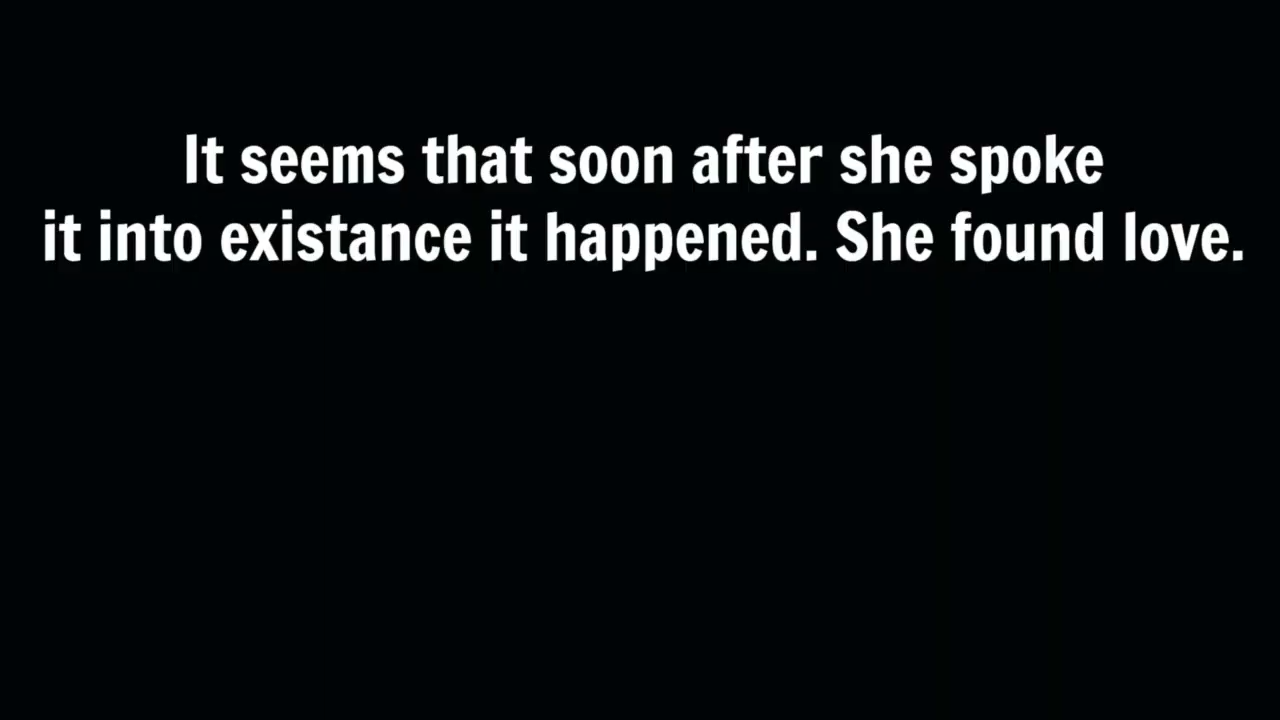 It seems that soon after she spoke
it into existance it happened. She found love.